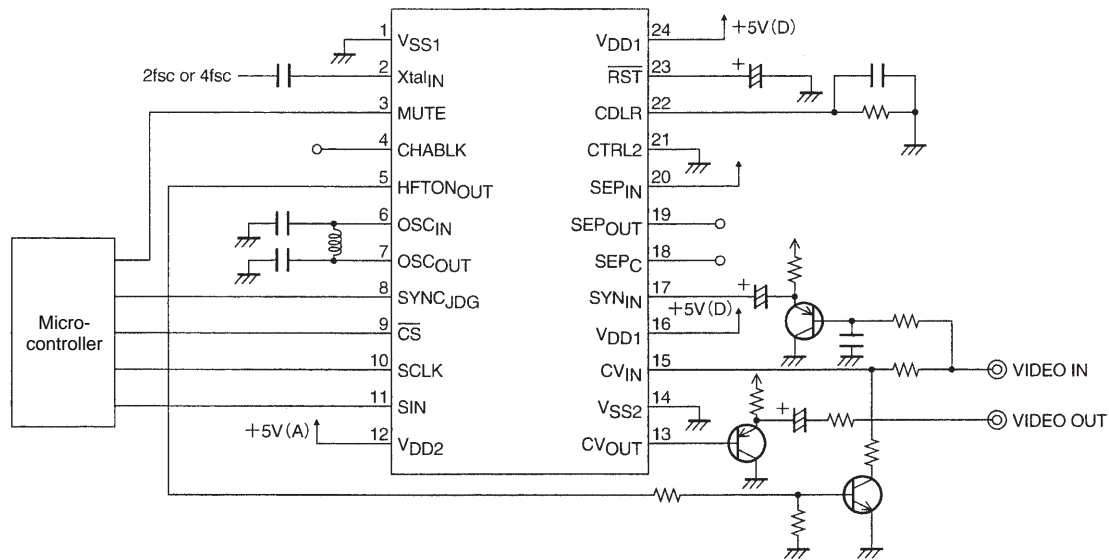 1
VSS1
2fsc or 4fsc
2
XtalIN
3
MUTE
4
CHABLK
5
HFTONOUT
6
OSCIN
7
OSCOUT
8
SYNCJDG
9
CS
10
SCLK
11
SIN
+5V(A)
12
VDD2
Micro-
controller
24
VDD1
+5V(D)
23
RST
+
22
CDLR
21
CTRL2
20
SEPIN
19
SEPOUT
18
SEPC
17
SYNIN
+
+5V(D)
16
VDD1
15
CVIN
VIDEO IN
14
VSS2
+
VIDEO OUT
13
CVOUT